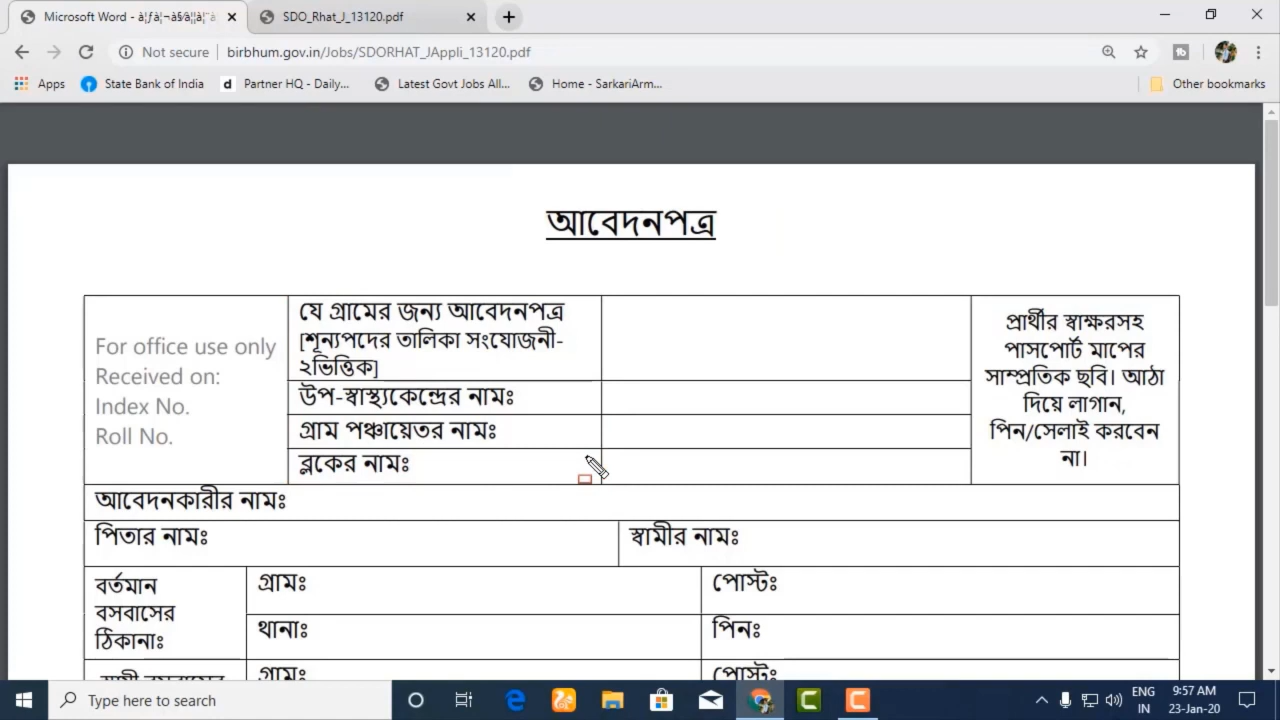 Microsoft Word - à¦ƒà¦¬à§‡à¦¦à
SDO_Rhat_J_13120.pdf
Not secure
birbhum.gov.in/Jobs/SDORHAT_JAppli_13120.pdf
Apps
State Bank of India
d
Partner HQ - Daily...
Latest Govt Jobs All...
Home - SarkariArm...
Other bookmarks
আবেদনপত্র
For office use only
Received on:
Index No.
Roll No.
যে গ্রামের জন্য আবেদনপত্র
[শূন্যপদের তালিকা সংযোজনী-
২ভিত্তিক]
উপ-স্বাস্থ্যকেন্দ্রের নামঃ
গ্রাম পঞ্চায়েতর নামঃ
ব্লকের নামঃ
প্রার্থীর স্বাক্ষরসহ
পাসপোর্ট মাপের
সাম্প্রতিক ছবি। আঠা
দিয়ে লাগান,
পিন/সেলাই করবেন
না।
আবেদনকারীর নামঃ
পিতার নামঃ
স্বামীর নামঃ
বর্তমান
বসবাসের
ঠিকানাঃ
গ্রামঃ
পোস্টঃ
থানাঃ
পিনঃ
গ্রামঃ
পোস্টঃ
Type here to search
ENG
IN
9:57 AM
23-Jan-20